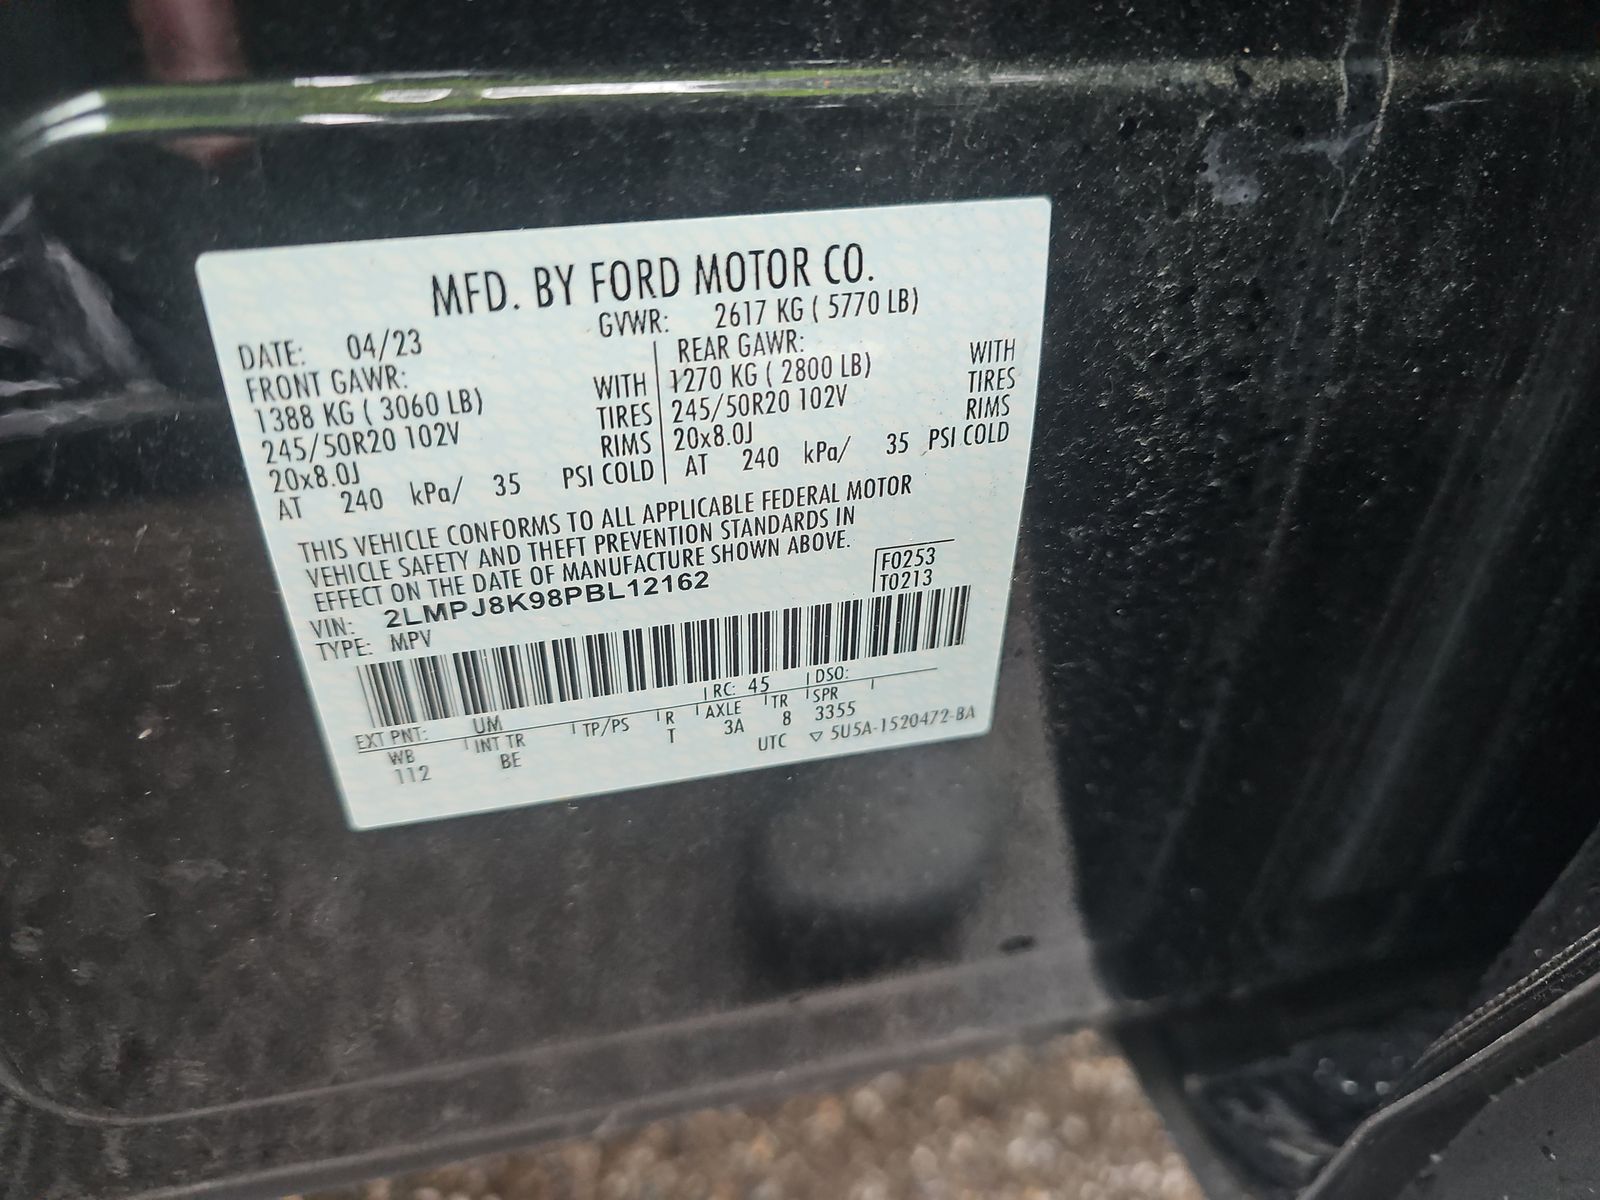 MFD. BY FORD MOTOR CO.
DATE: 04/23 GVWR: 2617 KG ( 5770 LB)
FRONT GAWR: REAR GAWR:
1388 KG ( 3060 LB) WITH 1270 KG ( 2800 LB) WITH
245/50R20 102V TIRES 245/50R20 102V TIRES
20x8.0J RIMS 20x8.0J RIMS
AT 240 kPa/ 35 PSI COLD AT 240 kPa/ 35 PSI COLD
THIS VEHICLE CONFORMS TO ALL APPLICABLE FEDERAL MOTOR
VEHICLE SAFETY AND THEFT PREVENTION STANDARDS IN
EFFECT ON THE DATE OF MANUFACTURE SHOWN ABOVE.
VIN: 2LMPJ8K98PBL12162 F0253
TYPE: MPV T0213
EXT PNT: UM RC: 45 DSO:
WB INT TR TP/PS R AXLE TR SPR
112 BE T 3A 8 3355
UTC ▽ 5U5A-1520472-BA